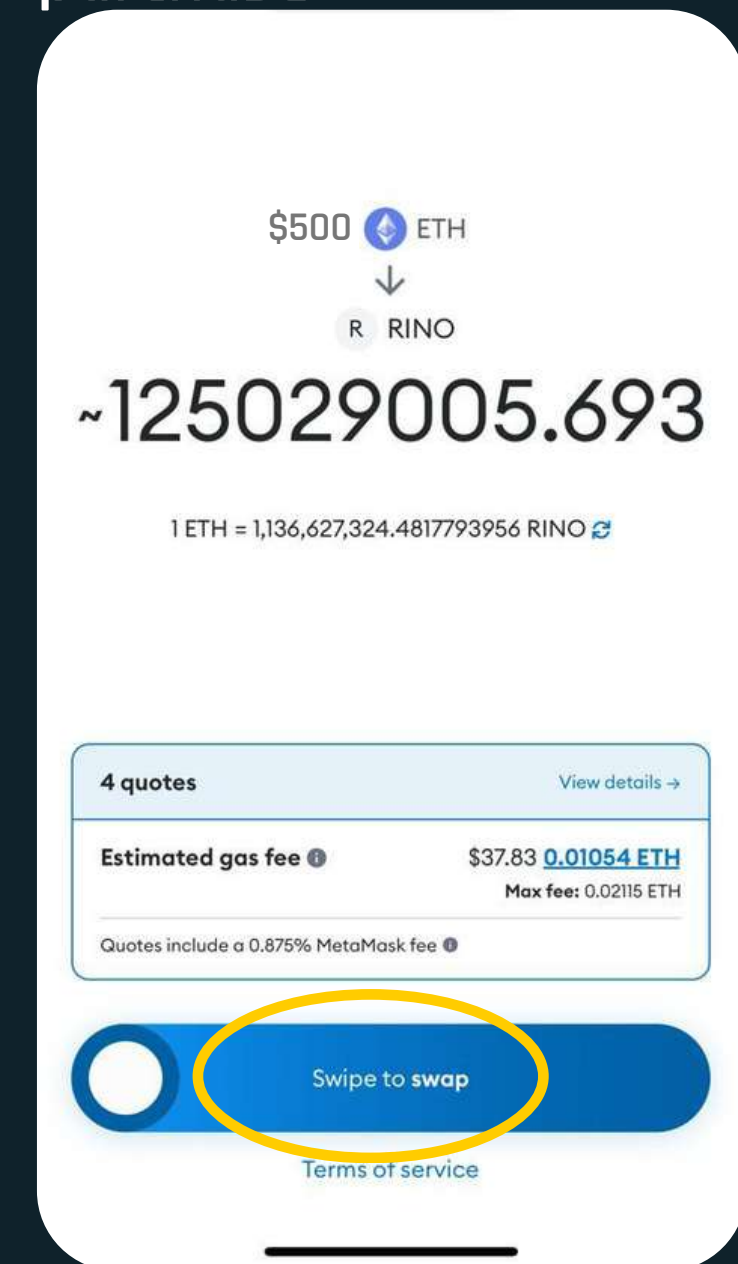 $500 ETH
R RINO
~125029005.693
1 ETH = 1,136,627,324.4817793956 RINO
4 quotes View details →
Estimated gas fee $37.83 0.01054 ETH
Max fee: 0.02115 ETH
Quotes include a 0.875% MetaMask fee
Swipe to swap
Terms of service